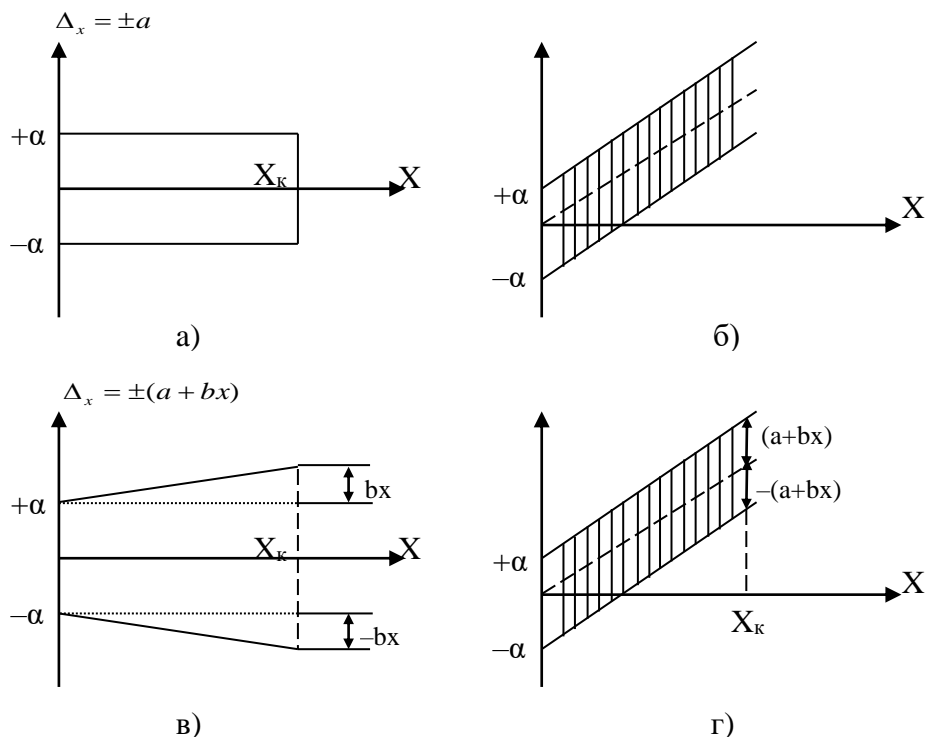 Δx = ±a
+α
Xк X
–α
а)
+α
X
–α
б)
Δx = ±(a + bx)
bx
+α
Xк X
–α
–bx
в)
(a+bx)
–(a+bx)
+α
X
Xк
–α
г)